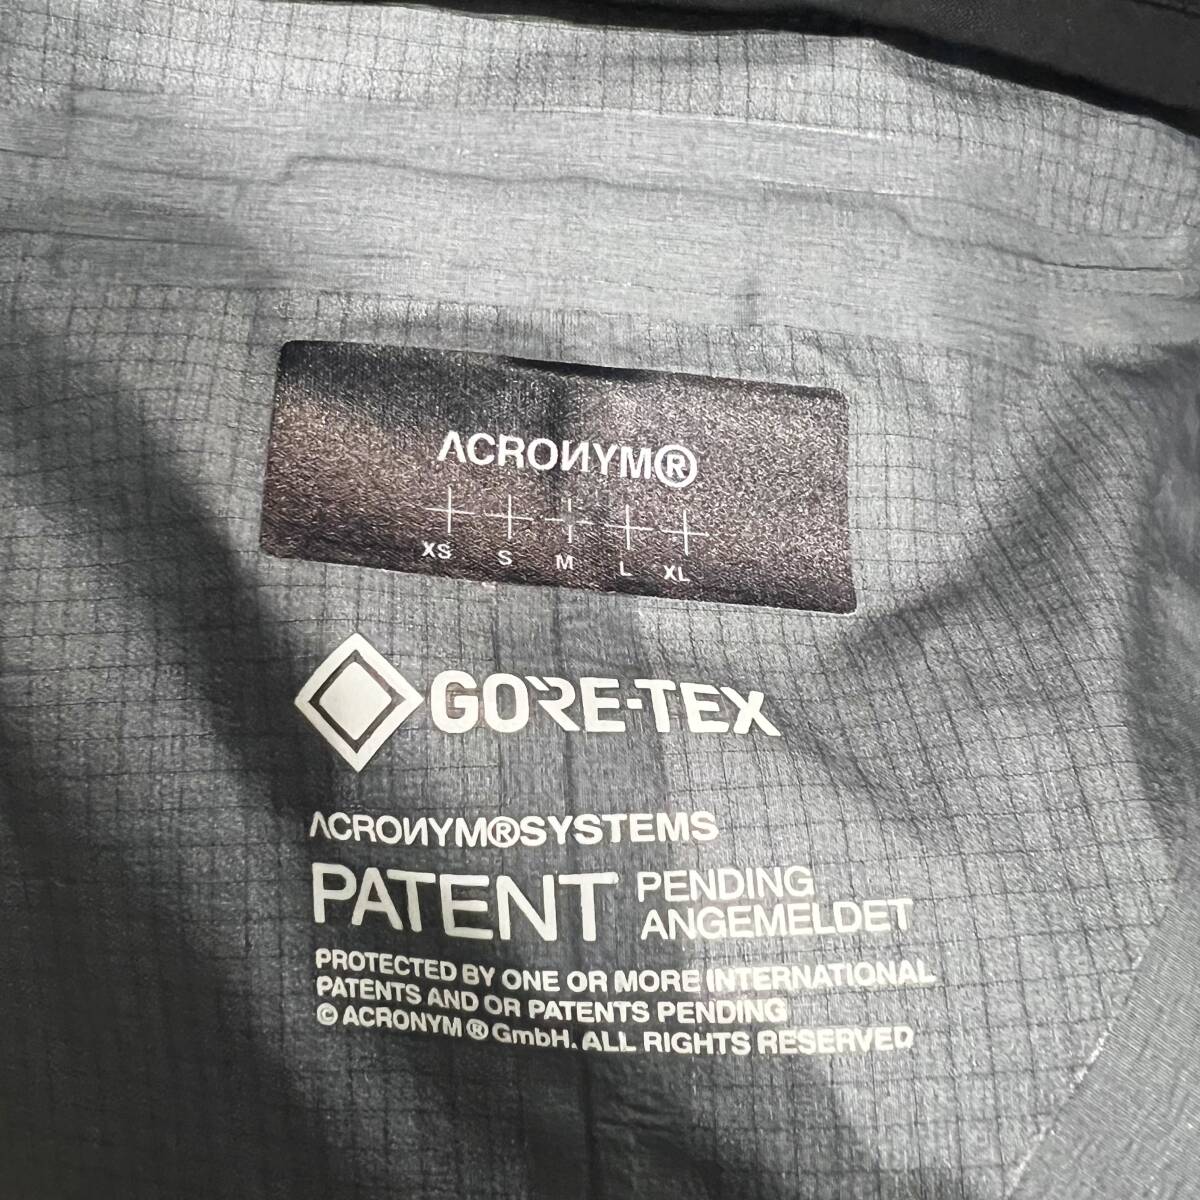 ACRONYM®
XS S M L XL
GORE-TEX
ACRONYM®SYSTEMS
PATENT PENDING
ANGEMELDET
PROTECTED BY ONE OR MORE INTERNATIONAL
PATENTS AND OR PATENTS PENDING
© ACRONYM® GmbH. ALL RIGHTS RESERVED